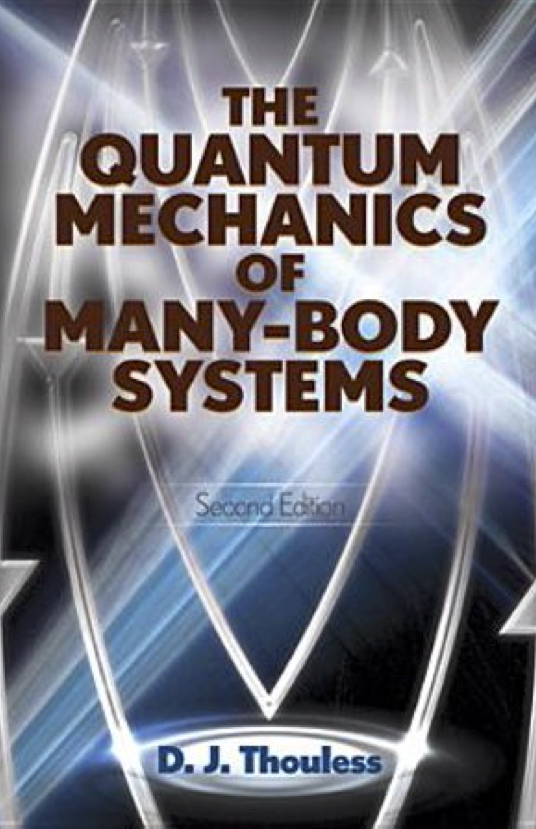 THE
QUANTUM
MECHANICS
OF
MANY-BODY
SYSTEMS
Second Edition
D. J. Thouless